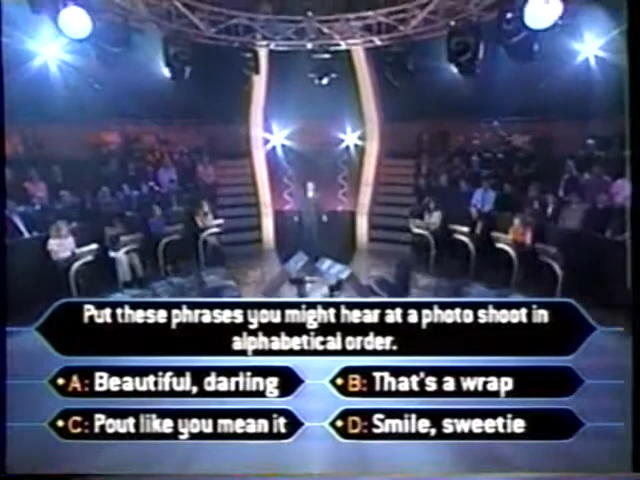 Put these phrases you might hear at a photo shoot in
alphabetical order.
A: Beautiful, darling
B: That's a wrap
C: Pout like you mean it
D: Smile, sweetie